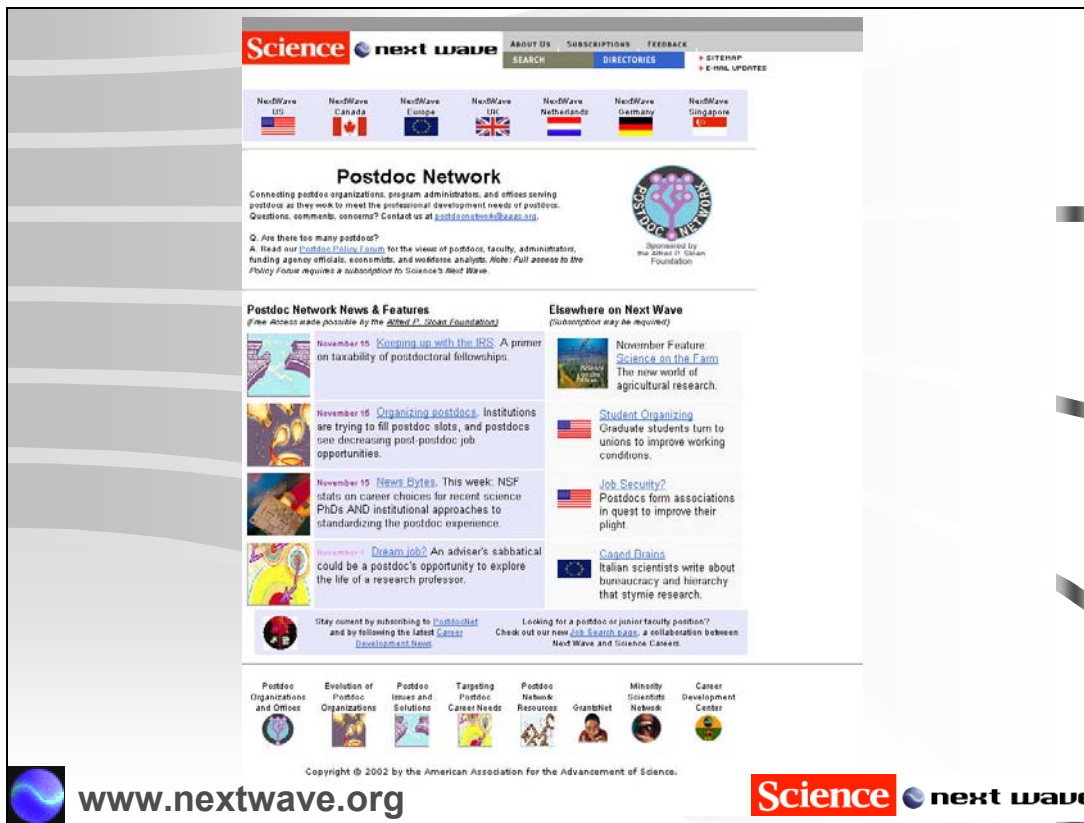 Science next wave
ABOUT US SUBSCRIPTIONS FEEDBACK
SEARCH DIRECTORIES
SITEMAP
E-MAIL UPDATES
NextWave US
NextWave Canada
NextWave Europe
NextWave UK
NextWave Netherlands
NextWave Germany
NextWave Singapore
Postdoc Network
Connecting postdoc organizations, program administrators, and offices serving
postdocs as they work to meet the professional development needs of postdocs.
Questions, comments, concerns? Contact us at postdocnetwork@aaas.org.
Q. Are there too many postdocs?
A. Read our Postdoc Policy Forum for the views of postdocs, faculty, administrators,
funding agency officials, economists, and workforce analysts. Note: Full access to the
Policy Forum requires a subscription to Science's Next Wave.
POSTDOC NETWORK
Sponsored by
the Alfred P. Sloan
Foundation
Postdoc Network News & Features
(Free Access made possible by the Alfred P. Sloan Foundation)
November 15 Keeping up with the IRS. A primer
on taxability of postdoctoral fellowships.
November 15 Organizing postdocs. Institutions
are trying to fill postdoc slots, and postdocs
see decreasing post-postdoc job
opportunities.
November 15 News Bytes. This week: NSF
stats on career choices for recent science
PhDs AND institutional approaches to
standardizing the postdoc experience.
November 1 Dream job? An adviser's sabbatical
could be a postdoc's opportunity to explore
the life of a research professor.
Elsewhere on Next Wave
(Subscription may be required)
November Feature:
Science on the Farm
The new world of
agricultural research.
Student Organizing
Graduate students turn to
unions to improve working
conditions.
Job Security?
Postdocs form associations
in quest to improve their
plight.
Caged Brains
Italian scientists write about
bureaucracy and hierarchy
that stymie research.
Stay current by subscribing to PostdocNet
and by following the latest Career
Development News.
Looking for a postdoc or junior faculty position?
Check out our new Job Search page, a collaboration between
Next Wave and Science Careers.
Postdoc
Organizations
and Offices
Evolution of
Postdoc
Organizations
Postdoc
Issues and
Solutions
Targeting
Postdoc
Career Needs
Postdoc
Network
Resources
GrantsNet
Minority
Scientists
Network
Career
Development
Center
Copyright © 2002 by the American Association for the Advancement of Science.
www.nextwave.org
Science next wave